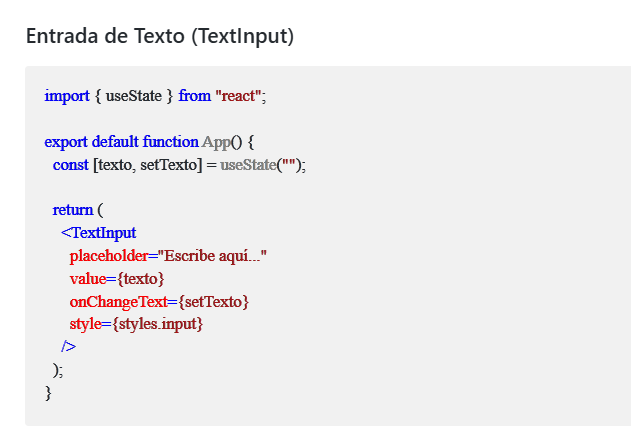 Entrada de Texto (TextInput)
import { useState } from "react";
export default function App() {
const [texto, setTexto] = useState("");
return (
<TextInput
placeholder="Escribe aquí..."
value={texto}
onChangeText={setTexto}
style={styles.input}
/>
);
}